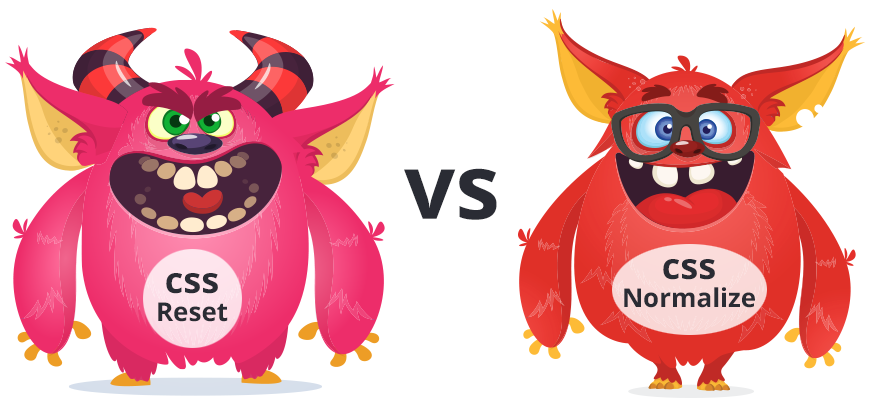 CSS
Reset
VS
CSS
Normalize